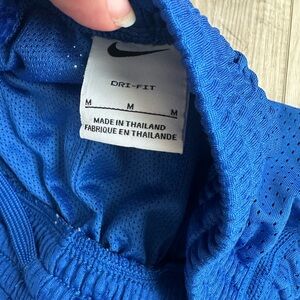 DRI-FIT
M M M
MADE IN THAILAND
FABRIQUE EN THAILANDE